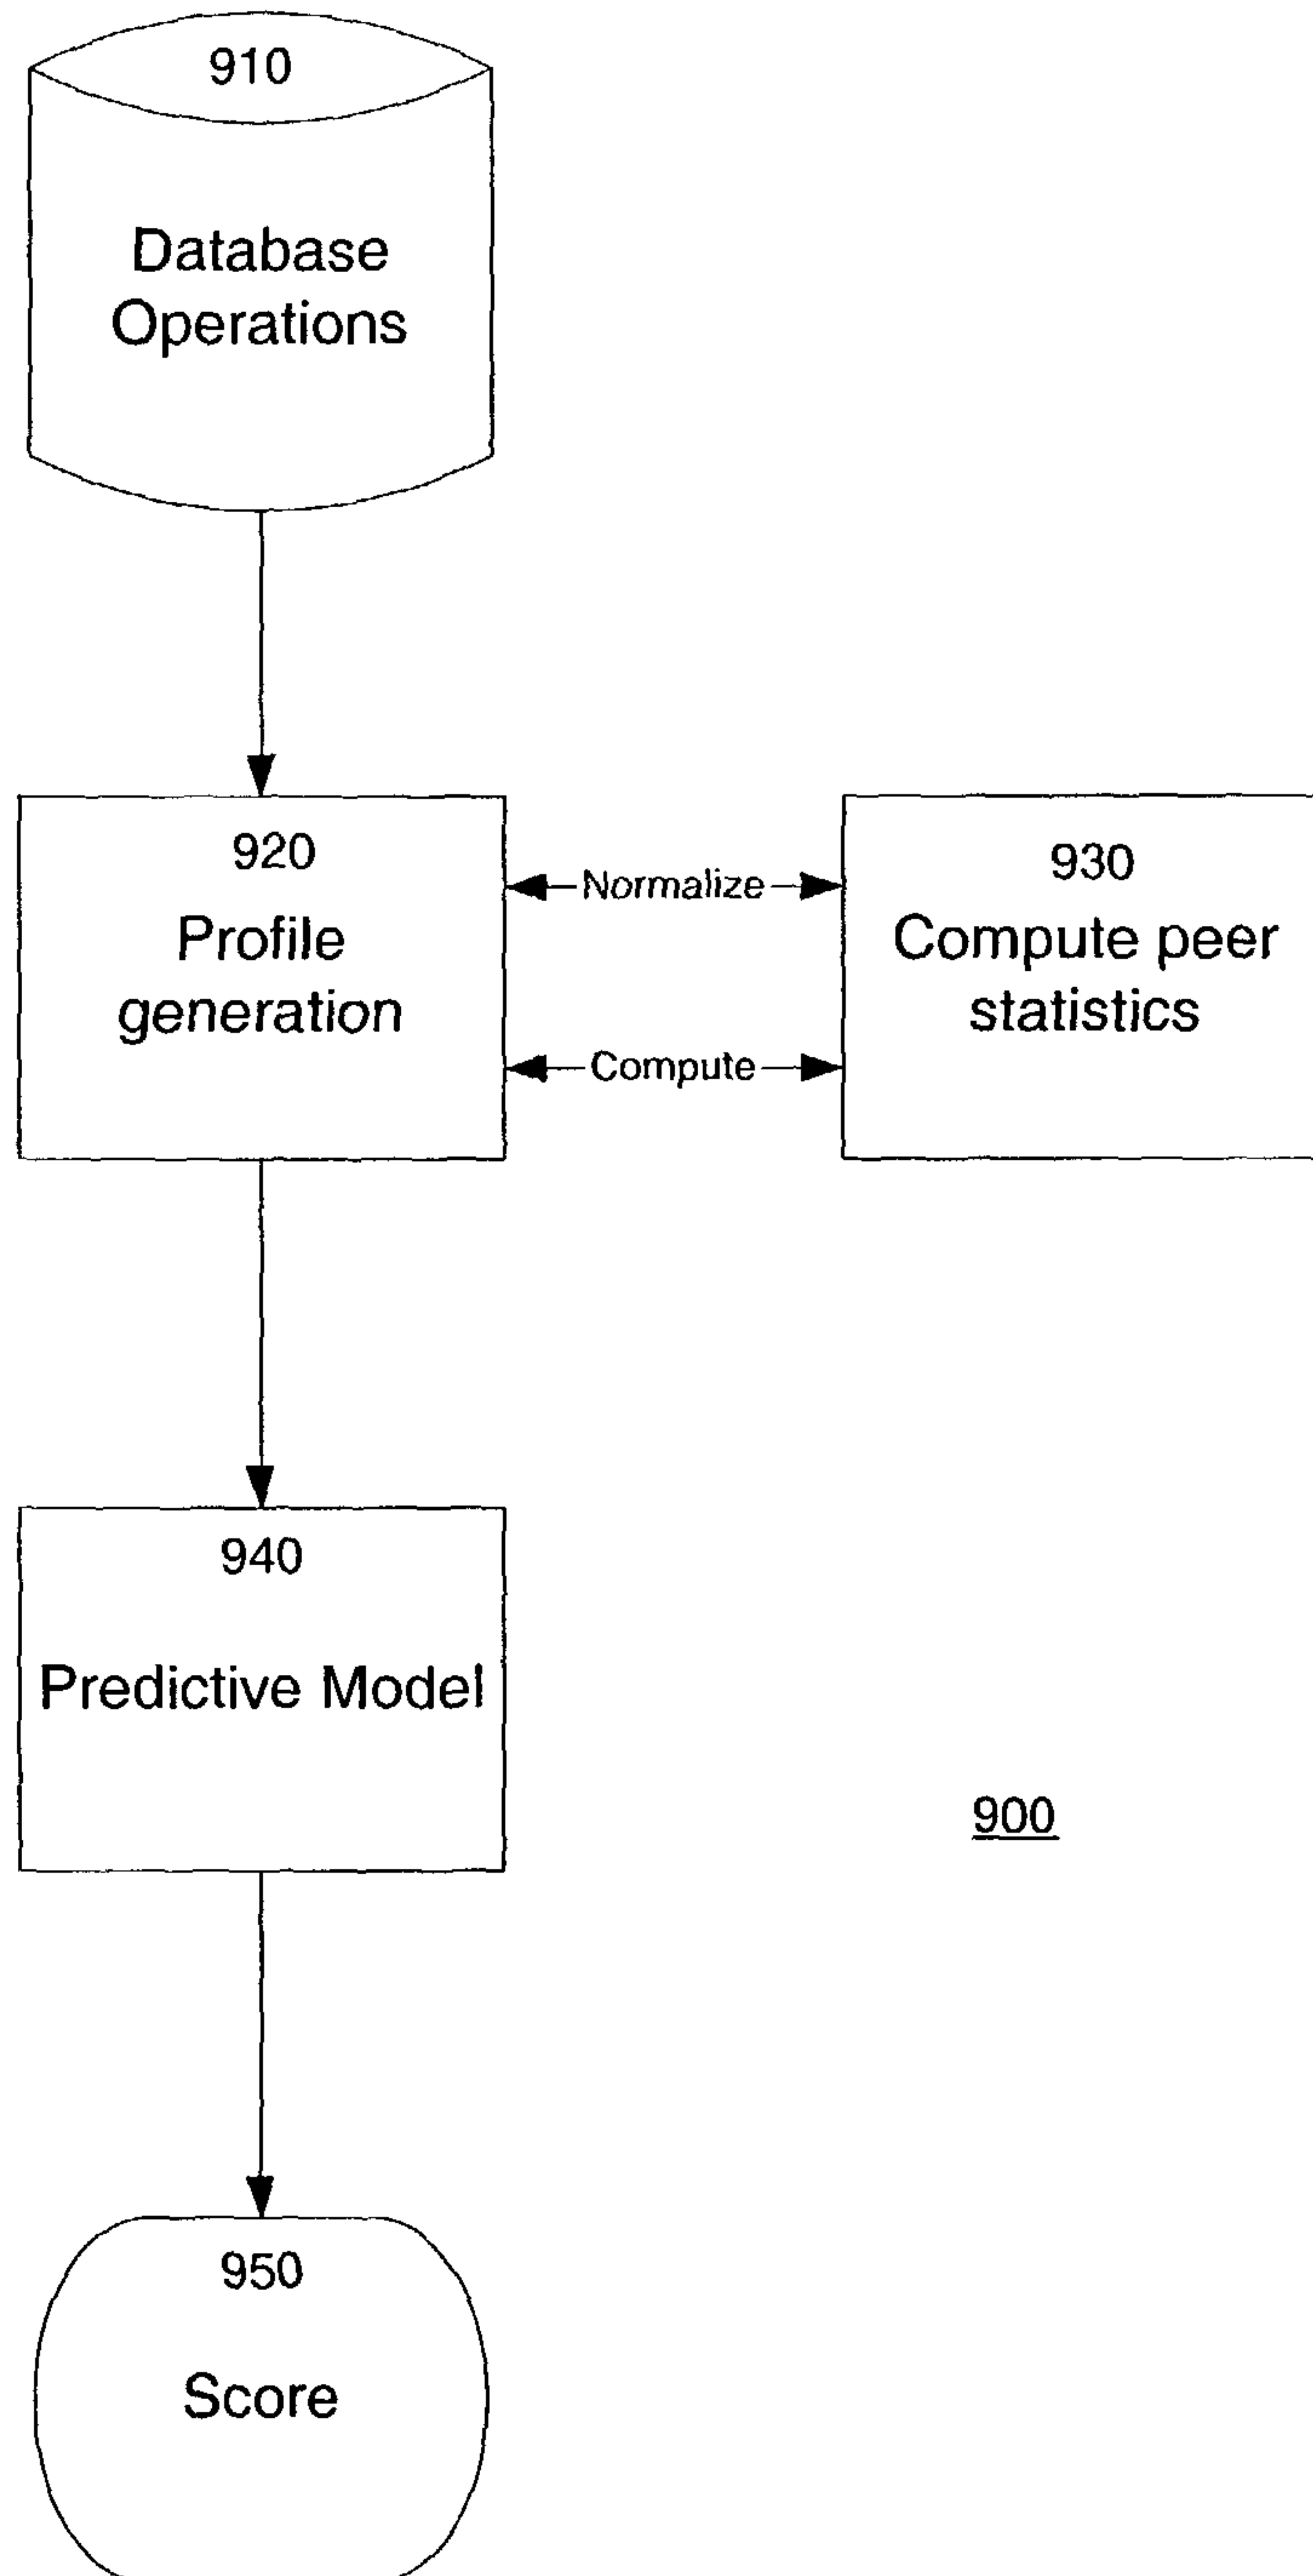 910
Database
Operations
920
Profile
generation
Normalize
Compute
930
Compute peer
statistics
940
Predictive Model
900
950
Score